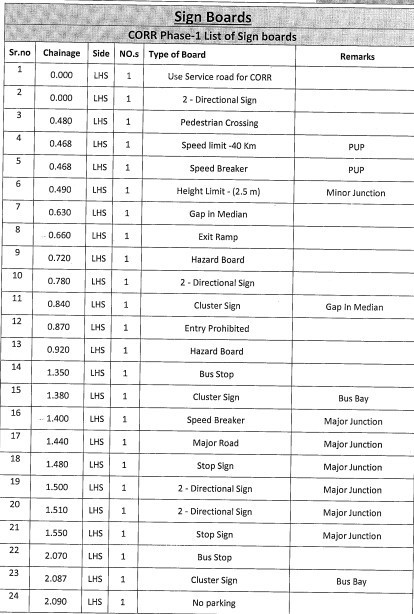 Sign Boards
CORR Phase-1 List of Sign boards
Sr.no Chainage Side NO.s Type of Board Remarks
1 0.000 LHS 1 Use Service road for CORR
2 0.000 LHS 1 2 - Directional Sign
3 0.480 LHS 1 Pedestrian Crossing
4 0.468 LHS 1 Speed limit -40 Km PUP
5 0.468 LHS 1 Speed Breaker PUP
6 0.490 LHS 1 Height Limit - (2.5 m) Minor Junction
7 0.630 LHS 1 Gap in Median
8 0.660 LHS 1 Exit Ramp
9 0.720 LHS 1 Hazard Board
10 0.780 LHS 1 2 - Directional Sign
11 0.840 LHS 1 Cluster Sign Gap In Median
12 0.870 LHS 1 Entry Prohibited
13 0.920 LHS 1 Hazard Board
14 1.350 LHS 1 Bus Stop
15 1.380 LHS 1 Cluster Sign Bus Bay
16 1.400 LHS 1 Speed Breaker Major Junction
17 1.440 LHS 1 Major Road Major Junction
18 1.480 LHS 1 Stop Sign Major Junction
19 1.500 LHS 1 2 - Directional Sign Major Junction
20 1.510 LHS 1 2 - Directional Sign Major Junction
21 1.550 LHS 1 Stop Sign Major Junction
22 2.070 LHS 1 Bus Stop
23 2.087 LHS 1 Cluster Sign Bus Bay
24 2.090 LHS 1 No parking